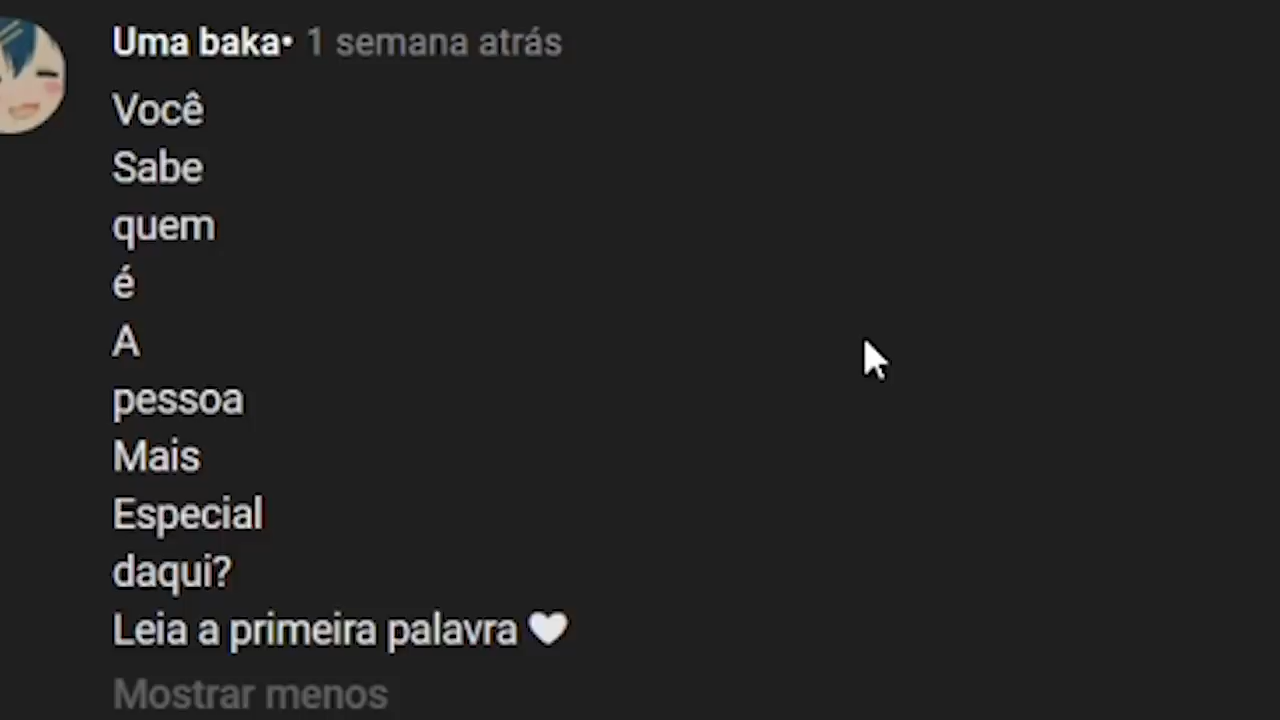 Uma baka• 1 semana atrás
Você
Sabe
quem
é
A
pessoa
Mais
Especial
daqui?
Leia a primeira palavra 🤍
Mostrar menos